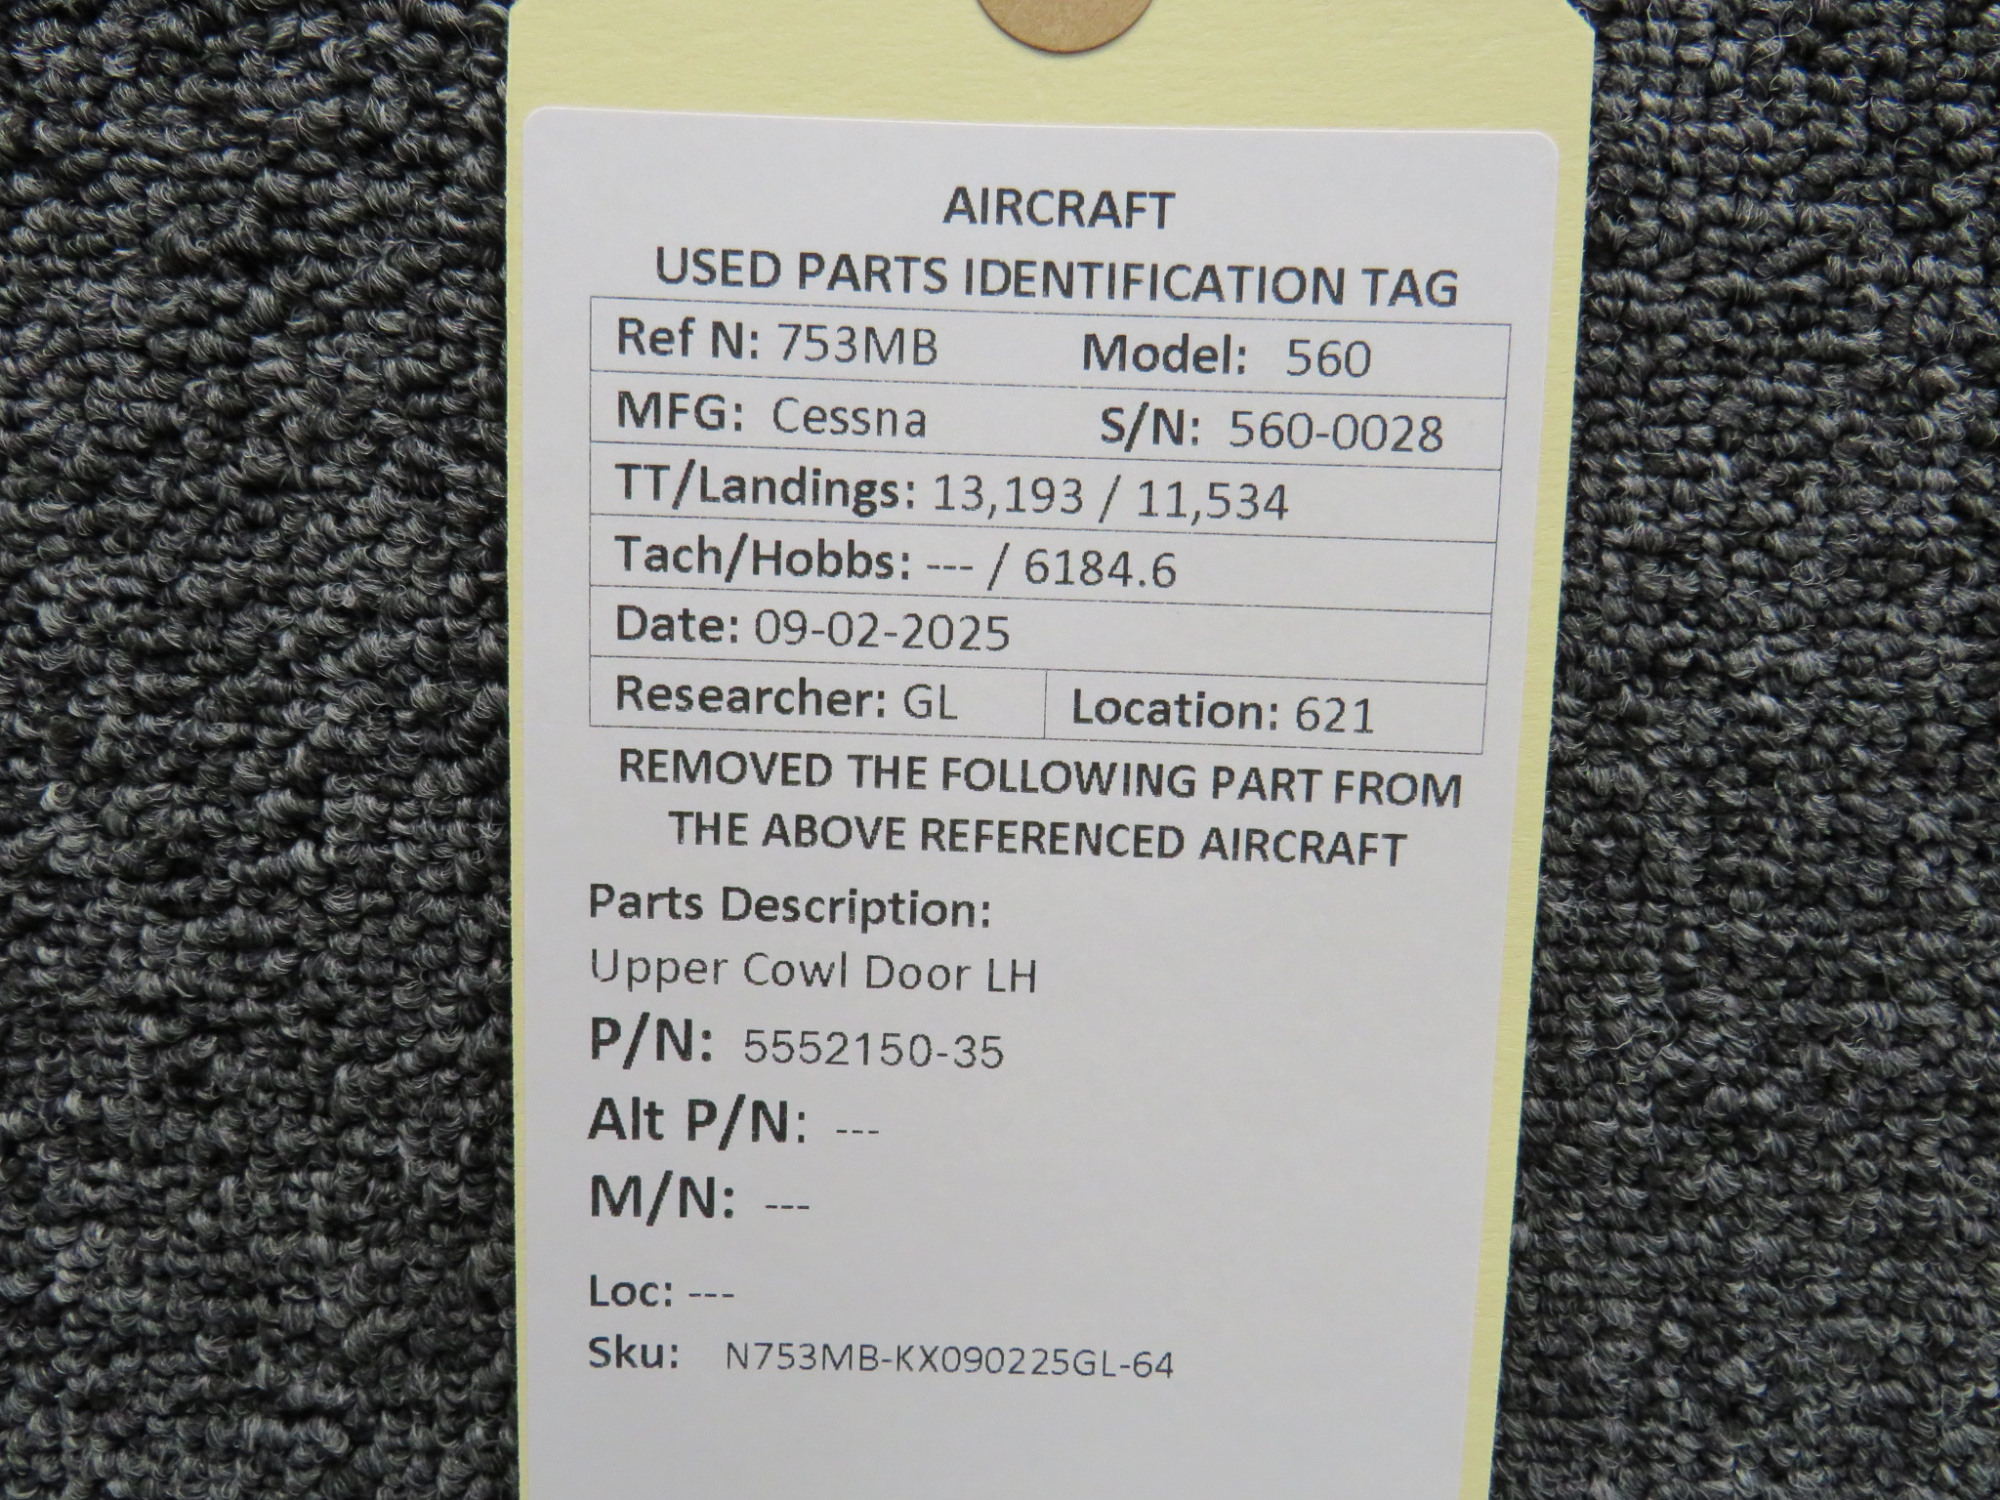 AIRCRAFT
USED PARTS IDENTIFICATION TAG
Ref N: 753MB Model: 560
MFG: Cessna S/N: 560-0028
TT/Landings: 13,193 / 11,534
Tach/Hobbs: --- / 6184.6
Date: 09-02-2025
Researcher: GL Location: 621
REMOVED THE FOLLOWING PART FROM
THE ABOVE REFERENCED AIRCRAFT
Parts Description:
Upper Cowl Door LH
P/N: 5552150-35
Alt P/N: ---
M/N: ---
Loc: ---
Sku: N753MB-KX090225GL-64